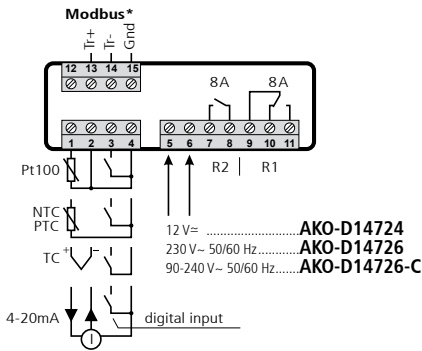 Modbus*
Tr+ Tr- Gnd
12 13 14 15
8A 8A
1 2 3 4 5 6 7 8 9 10 11
Pt100
R2 | R1
NTC
PTC
12 V≂ ........................AKO-D14724
230 V~ 50/60 Hz...........AKO-D14726
TC + −
90-240 V~ 50/60 Hz.......AKO-D14726-C
4-20mA
digital input
I